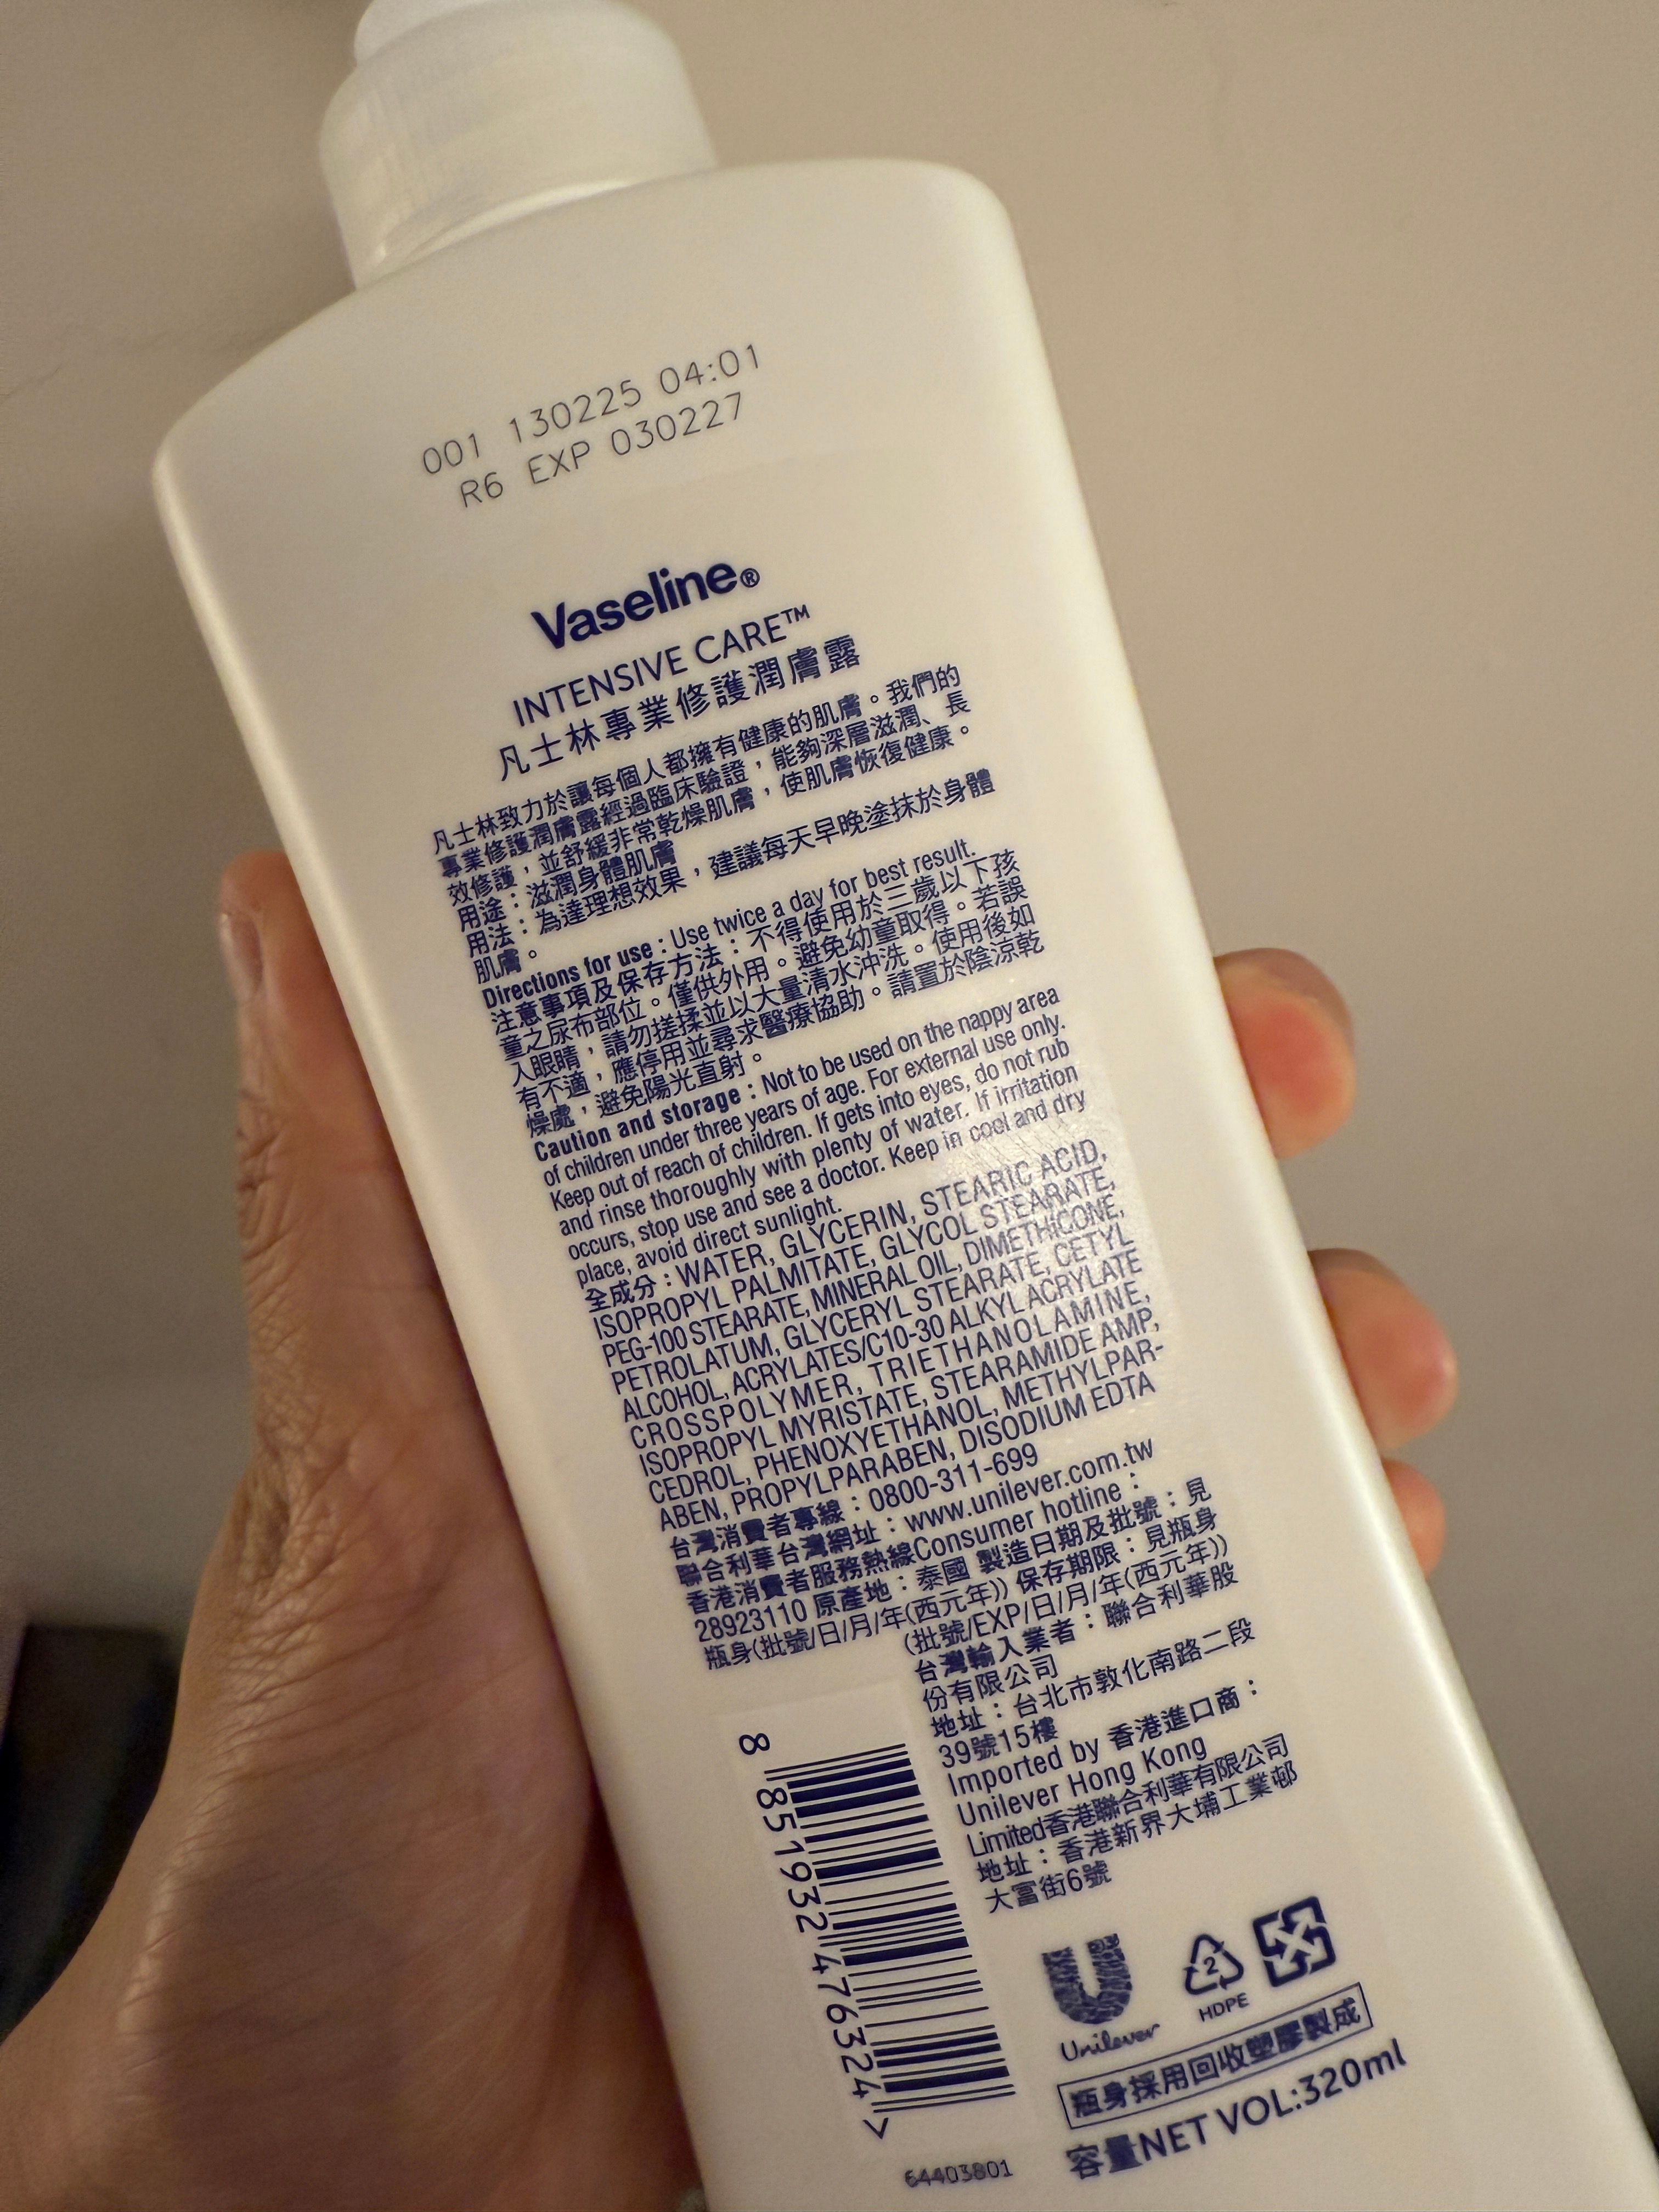 001 130225 04:01
R6 EXP 030227
Vaseline®
INTENSIVE CARE™
凡士林專業修護潤膚露
凡士林致力於讓每個人都擁有健康的肌膚。我們的
專業修護潤膚露經過臨床驗證，能夠深層滋潤、長
效修護，並舒緩非常乾燥肌膚，使肌膚恢復健康。
用途：滋潤身體肌膚
用法：為達理想效果，建議每天早晚塗抹於身體
肌膚。
Directions for use : Use twice a day for best result.
注意事項及保存方法：不得使用於三歲以下孩
童之尿布部位。僅供外用。避免幼童取得。若誤
入眼睛，請勿搓揉並以大量清水沖洗。使用後如
有不適，應停用並尋求醫療協助。請置於陰涼乾
燥處，避免陽光直射。
Caution and storage : Not to be used on the nappy area
of children under three years of age. For external use only.
Keep out of reach of children. If gets into eyes, do not rub
and rinse thoroughly with plenty of water. If irritation
occurs, stop use and see a doctor. Keep in cool and dry
place, avoid direct sunlight.
全成分：WATER, GLYCERIN, STEARIC ACID,
ISOPROPYL PALMITATE, GLYCOL STEARATE,
PEG-100 STEARATE, MINERAL OIL, DIMETHICONE,
PETROLATUM, GLYCERYL STEARATE, CETYL
ALCOHOL, ACRYLATES/C10-30 ALKYL ACRYLATE
CROSSPOLYMER, TRIETHANOLAMINE,
ISOPROPYL MYRISTATE, STEARAMIDE AMP,
CEDROL, PHENOXYETHANOL, METHYLPAR-
ABEN, PROPYLPARABEN, DISODIUM EDTA
台灣消費者專線：0800-311-699
聯合利華台灣網址：www.unilever.com.tw
香港消費者服務熱線Consumer hotline：
28923110 原產地：泰國 製造日期及批號：見
瓶身(批號/日/月/年(西元年)) 保存期限：見瓶身
(批號/EXP/日/月/年(西元年))
台灣輸入業者：聯合利華股
份有限公司
地址：台北市敦化南路二段
39號15樓
Imported by 香港進口商：
Unilever Hong Kong
Limited香港聯合利華有限公司
地址：香港新界大埔工業邨
大富街6號
8 851932 476324 >
Unilever
2
HDPE
瓶身採用回收塑膠製成
容量NET VOL:320ml
64403801